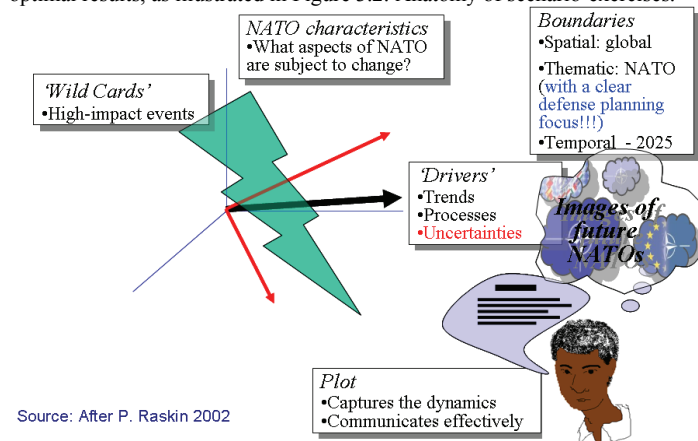 optimal results, as illustrated in Figure 3.2. Anatomy of scenario exercises.
NATO characteristics
•What aspects of NATO
are subject to change?
Boundaries
•Spatial: global
•Thematic: NATO
(with a clear
defense planning
focus!!!)
•Temporal - 2025
'Wild Cards'
•High-impact events
'Drivers'
•Trends
•Processes
•Uncertainties
Images of
future
NATOs
Plot
•Captures the dynamics
•Communicates effectively
Source: After P. Raskin 2002